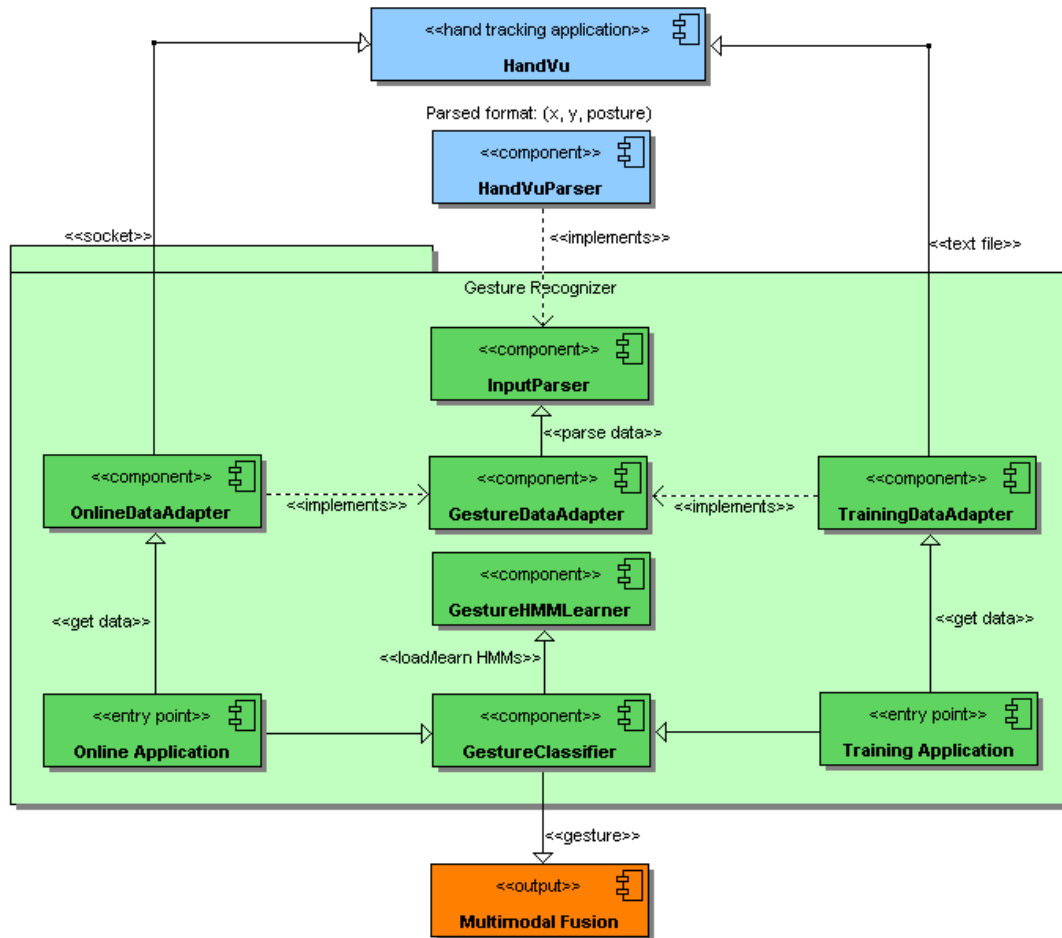 <<hand tracking application>>
HandVu
Parsed format: (x, y, posture)
<<component>>
HandVuParser
<<socket>>
<<implements>>
<<text file>>
Gesture Recognizer
<<component>>
InputParser
<<parse data>>
<<component>>
OnlineDataAdapter
<<implements>>
<<component>>
GestureDataAdapter
<<implements>>
<<component>>
TrainingDataAdapter
<<component>>
GestureHMMLearner
<<get data>>
<<load/learn HMMs>>
<<get data>>
<<entry point>>
Online Application
<<component>>
GestureClassifier
<<entry point>>
Training Application
<<gesture>>
<<output>>
Multimodal Fusion